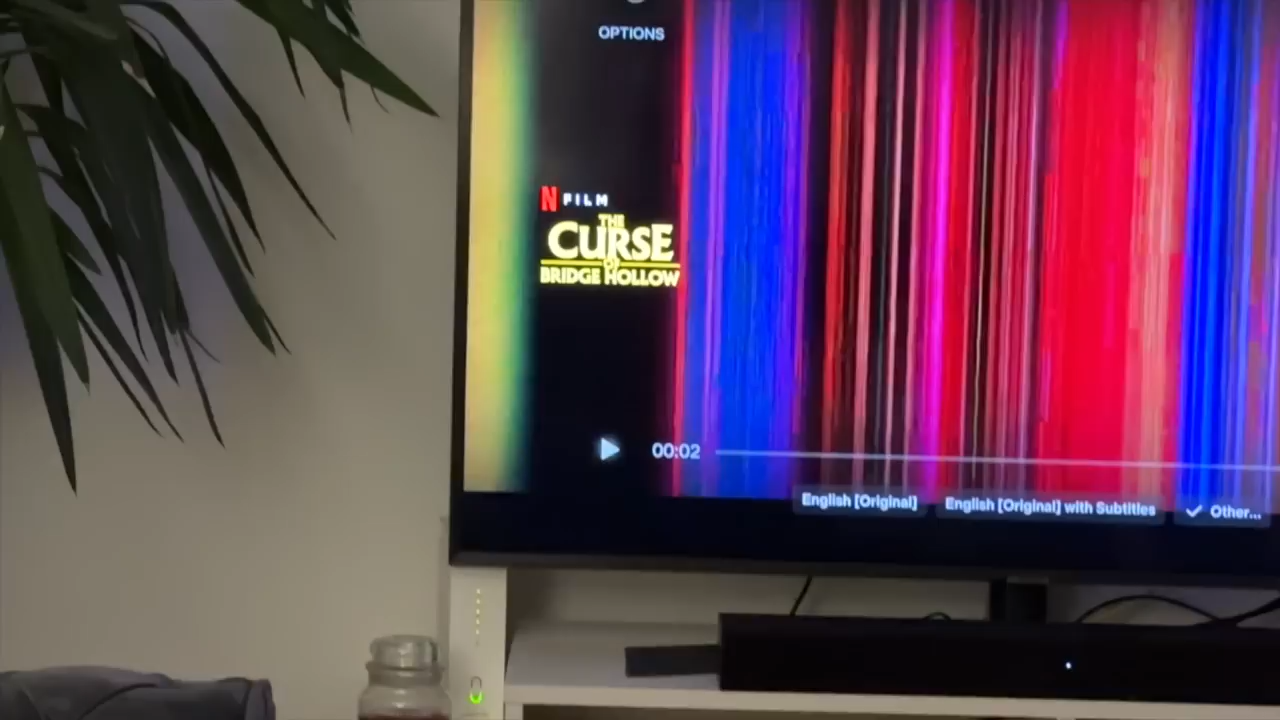 OPTIONS
N FILM
THE
CURSE
OF
BRIDGE HOLLOW
00:02
English [Original]
English [Original] with Subtitles
Other...